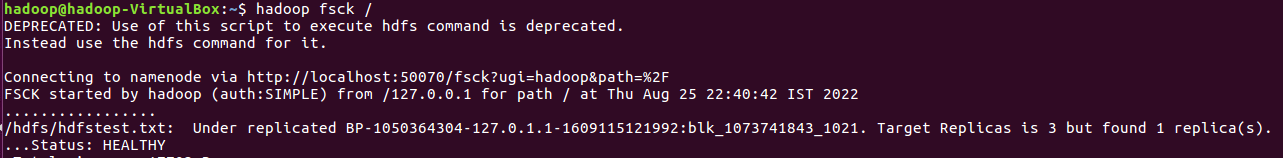 hadoop@hadoop-VirtualBox:~$ hadoop fsck /
DEPRECATED: Use of this script to execute hdfs command is deprecated.
Instead use the hdfs command for it.
Connecting to namenode via http://localhost:50070/fsck?ugi=hadoop&path=%2F
FSCK started by hadoop (auth:SIMPLE) from /127.0.0.1 for path / at Thu Aug 25 22:40:42 IST 2022
.................
/hdfs/hdfstest.txt:  Under replicated BP-1050364304-127.0.1.1-1609115121992:blk_1073741843_1021. Target Replicas is 3 but found 1 replica(s).
...Status: HEALTHY